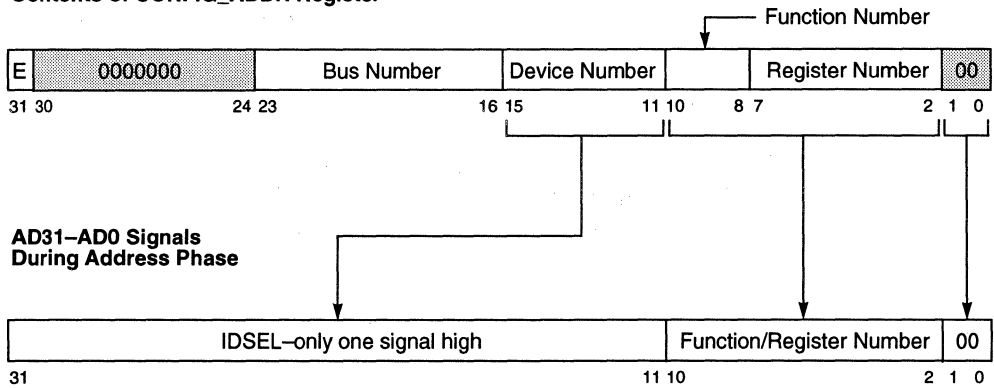 Contents of CONFIG_ADDR Register
Function Number
E 0000000 Bus Number Device Number Register Number 00
31 30 24 23 16 15 11 10 8 7 2 1 0
AD31–AD0 Signals
During Address Phase
IDSEL–only one signal high Function/Register Number 00
31 11 10 2 1 0